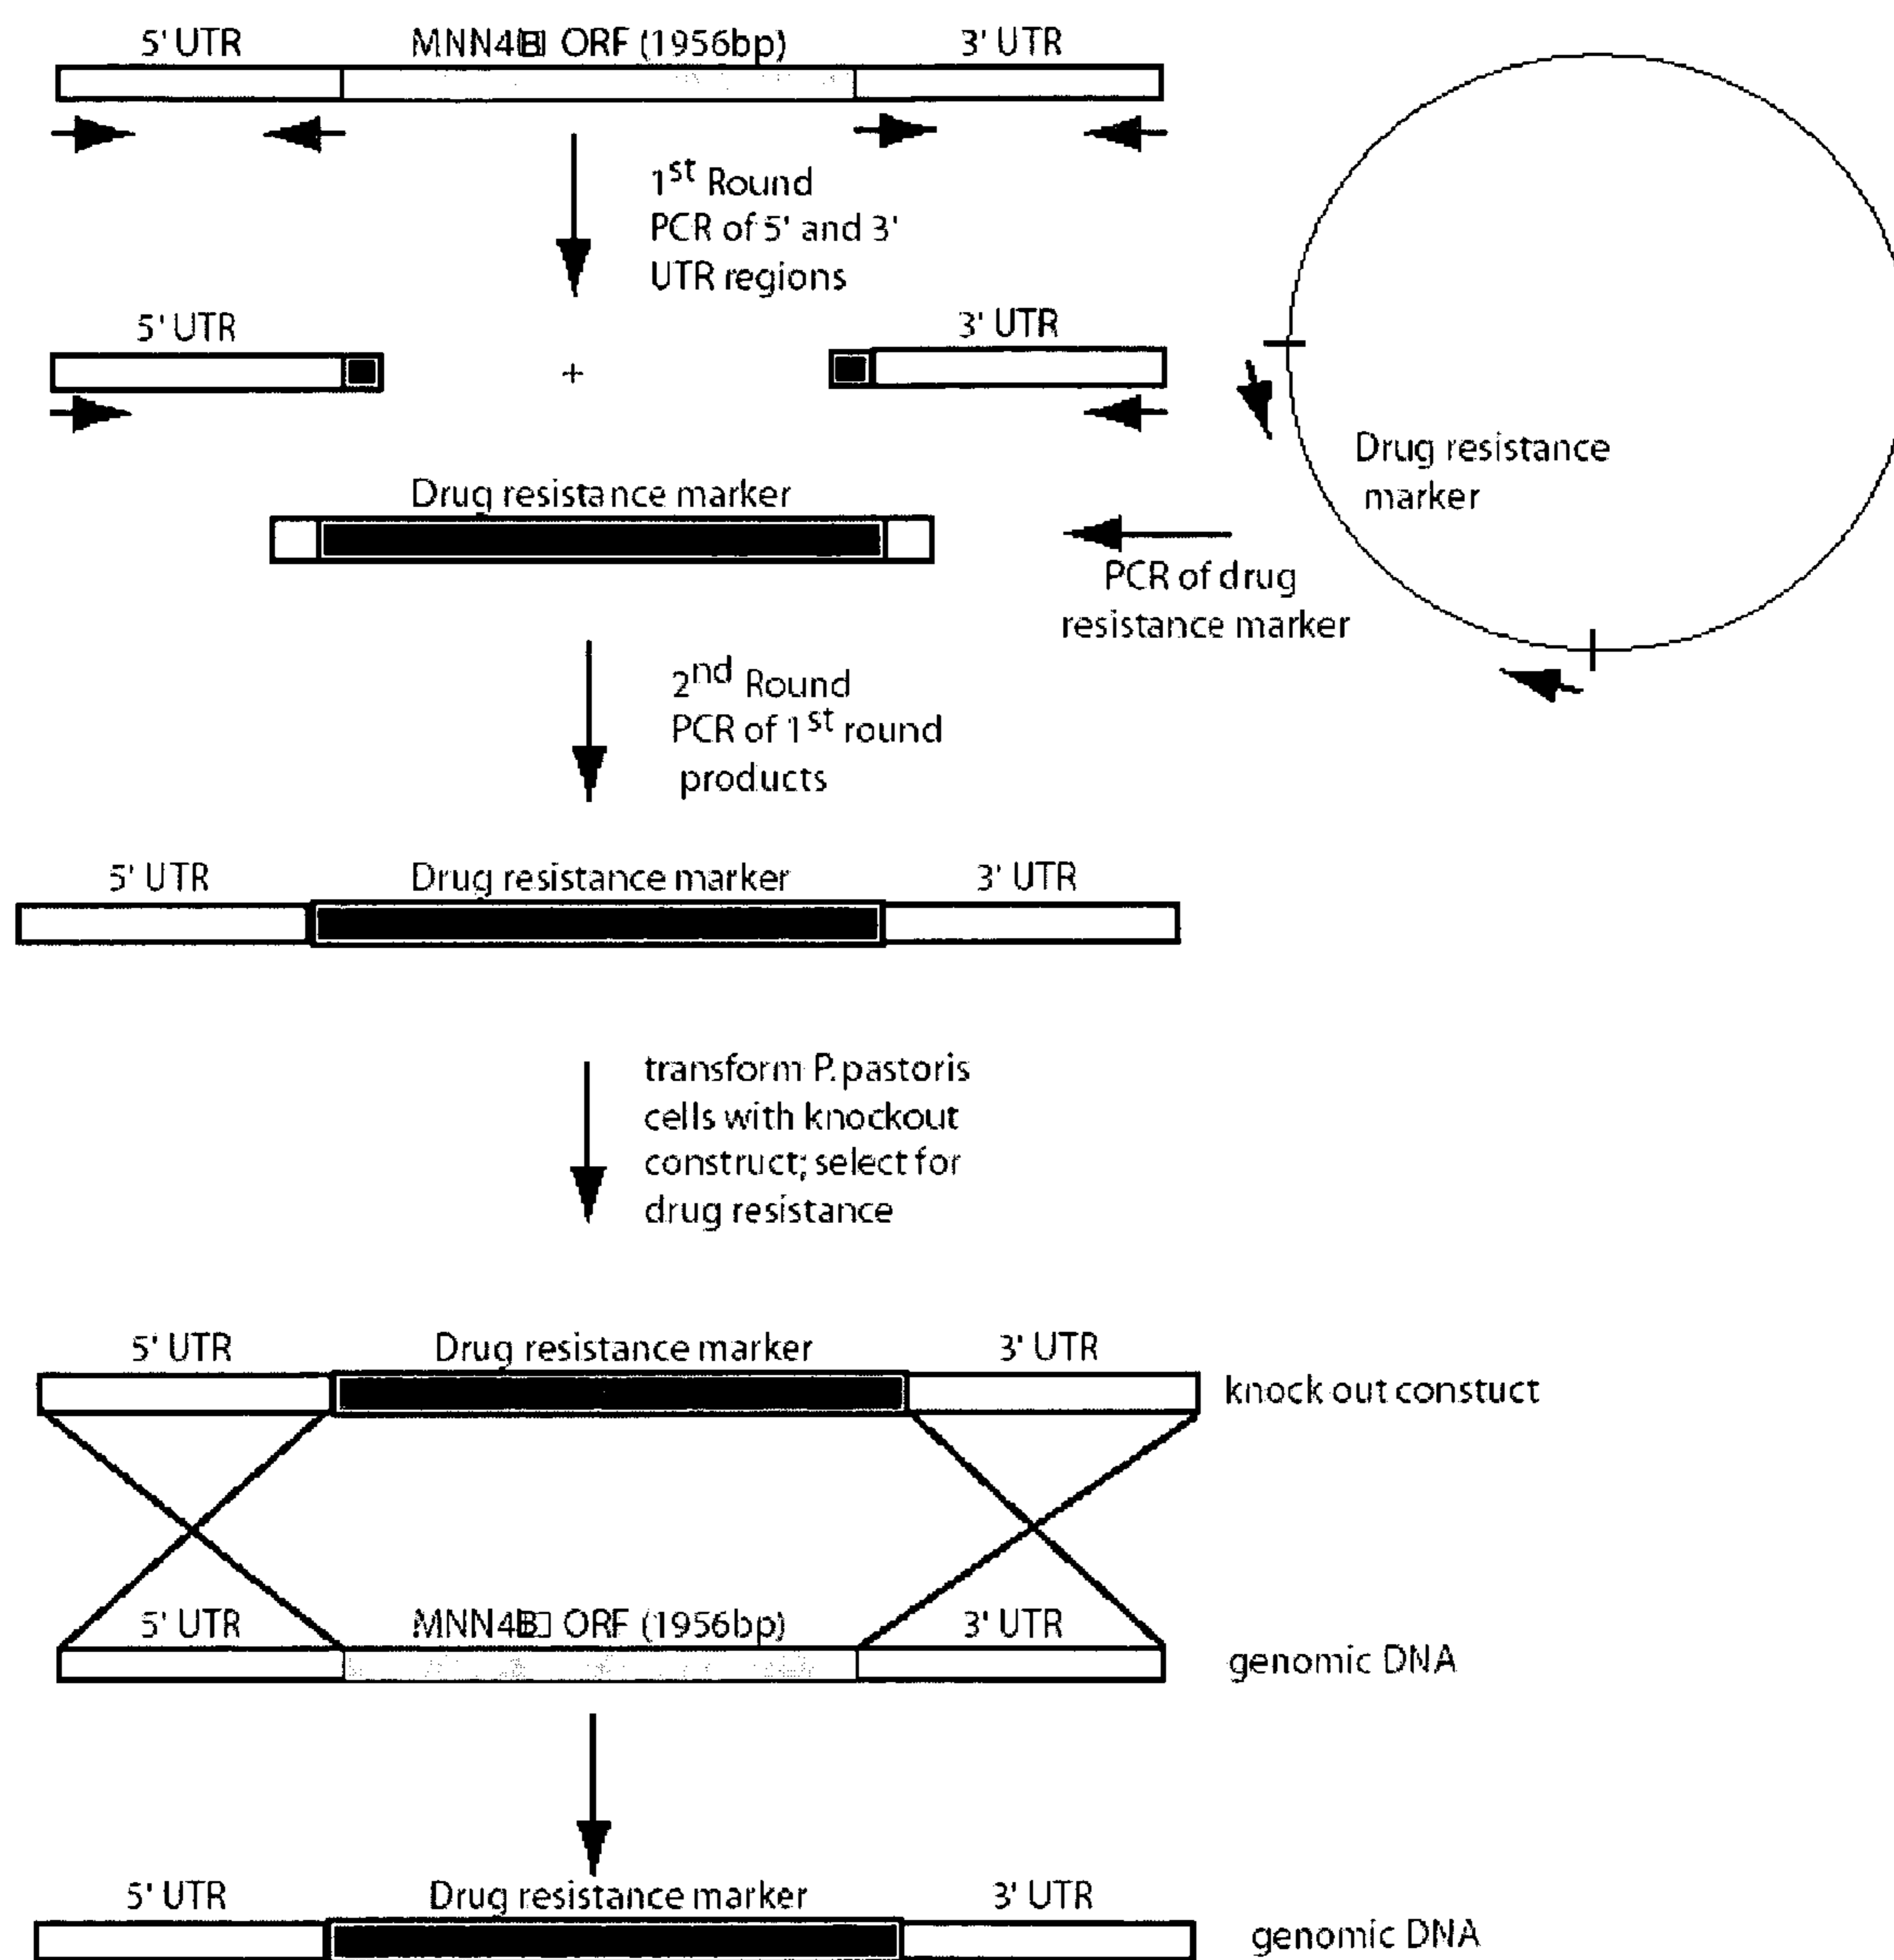 5' UTR
MNN4B ORF (1956bp)
3' UTR
1st Round
PCR of 5' and 3'
UTR regions
5' UTR
+
3' UTR
Drug resistance
marker
Drug resistance marker
PCR of drug
resistance marker
2nd Round
PCR of 1st round
products
5' UTR
Drug resistance marker
3' UTR
transform P. pastoris
cells with knockout
construct; select for
drug resistance
5' UTR
Drug resistance marker
3' UTR
knock out constuct
5' UTR
MNN4B ORF (1956bp)
3' UTR
genomic DNA
5' UTR
Drug resistance marker
3' UTR
genomic DNA